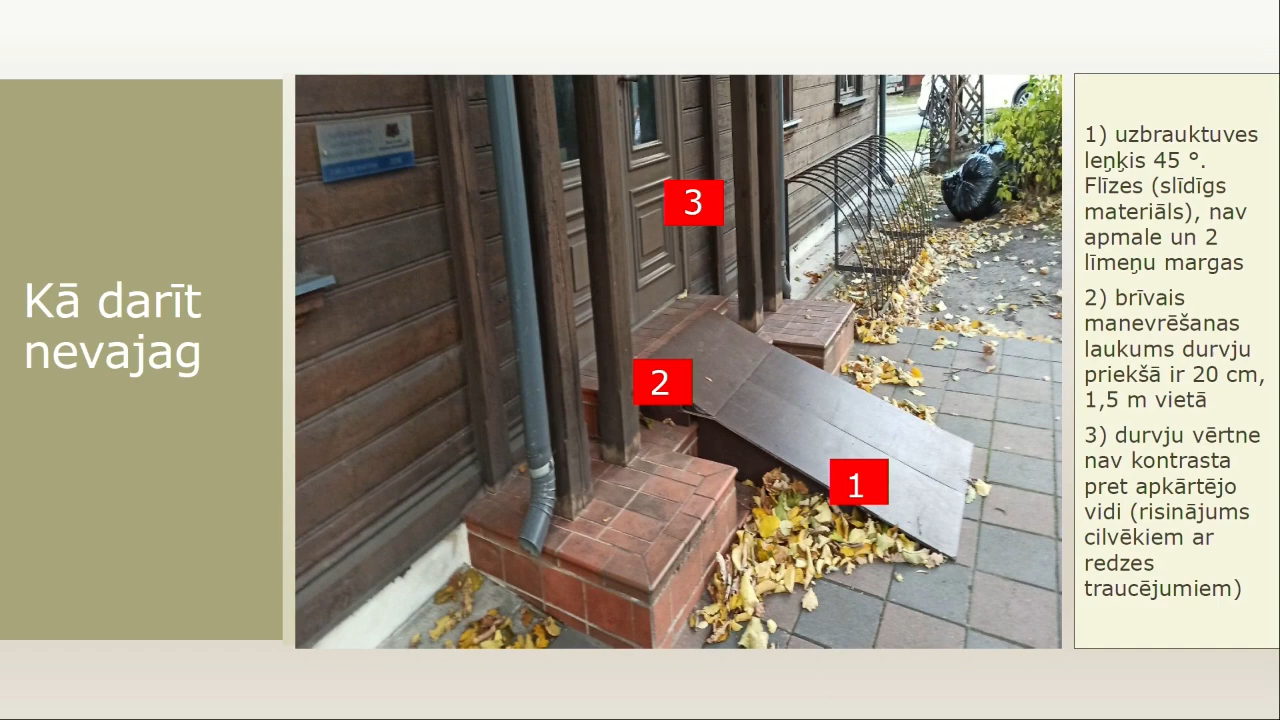 Kā darīt
nevajag
3
2
1
1) uzbrauktuves
leņķis 45 °.
Flīzes (slīdīgs
materiāls), nav
apmale un 2
līmeņu margas
2) brīvais
manevrēšanas
laukums durvju
priekšā ir 20 cm,
1,5 m vietā
3) durvju vērtne
nav kontrasta
pret apkārtējo
vidi (risinājums
cilvēkiem ar
redzes
traucējumiem)